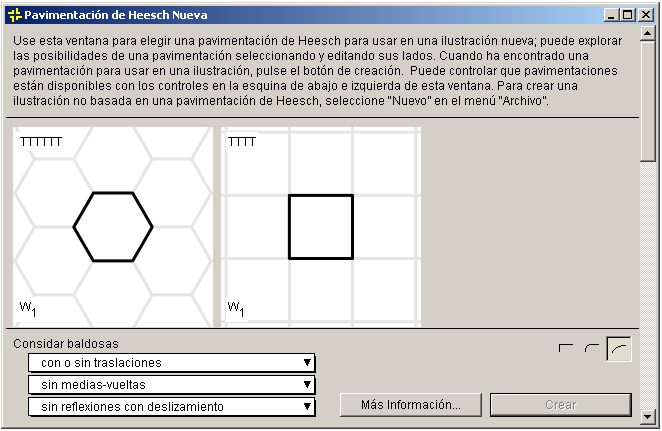 Pavimentación de Heesch Nueva
Use esta ventana para elegir una pavimentación de Heesch para usar en una ilustración nueva; puede explorar
las posibilidades de una pavimentación seleccionando y editando sus lados. Cuando ha encontrado una
pavimentación para usar en una ilustración, pulse el botón de creación. Puede controlar que pavimentaciones
están disponibles con los controles en la esquina de abajo e izquierda de esta ventana. Para crear una
ilustración no basada en una pavimentación de Heesch, seleccione "Nuevo" en el menú "Archivo".
TTTTTT TTTT
W1 W1
Considar baldosas
con o sin traslaciones
sin medias-vueltas
sin reflexiones con deslizamiento
Más Información... Crear